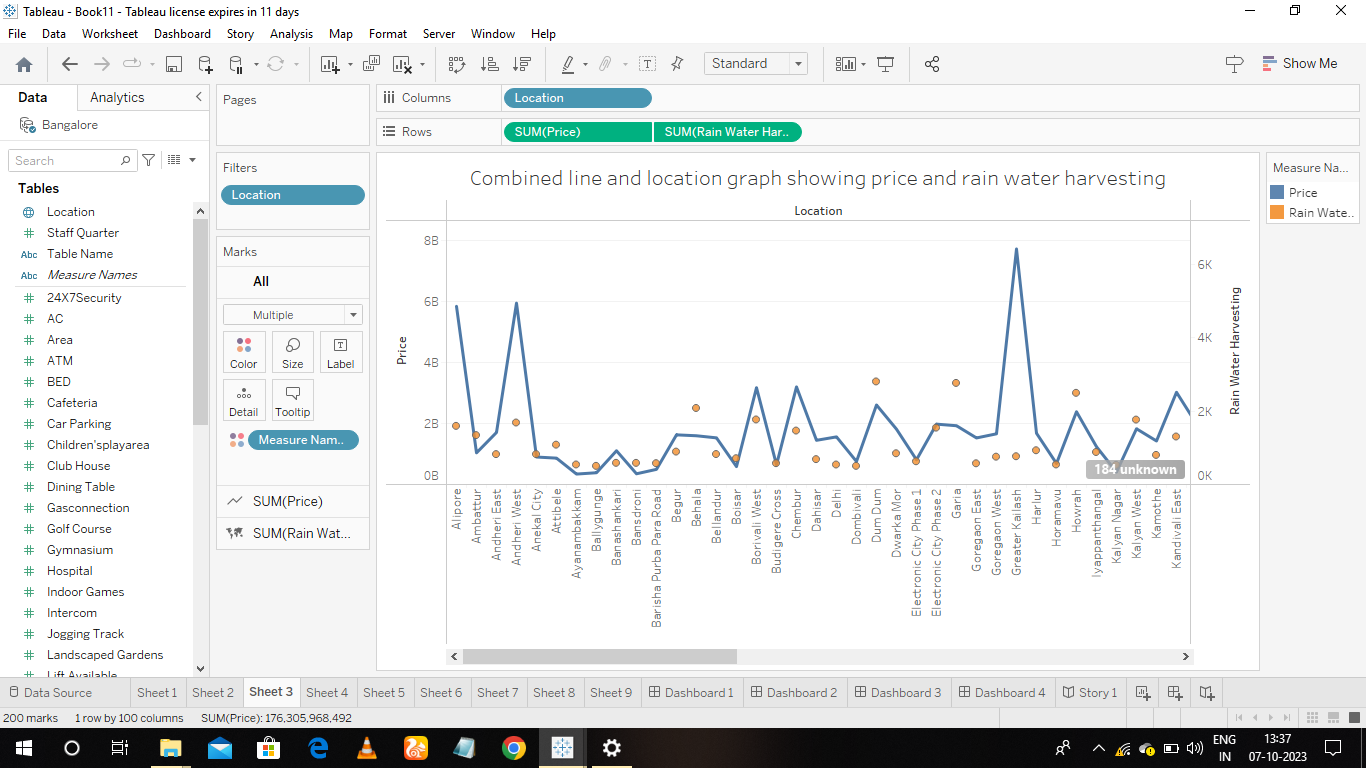 Tableau - Book11 - Tableau license expires in 11 days
File Data Worksheet Dashboard Story Analysis Map Format Server Window Help
Standard
Show Me
Data Analytics
Bangalore
Search
Tables
Location
Staff Quarter
Abc Table Name
Abc Measure Names
24X7Security
AC
Area
ATM
BED
Cafeteria
Car Parking
Children'splayarea
Club House
Dining Table
Gasconnection
Golf Course
Gymnasium
Hospital
Indoor Games
Intercom
Jogging Track
Landscaped Gardens
Lift Available
Pages
Filters
Location
Marks
All
Multiple
Color Size Label
Detail Tooltip
Measure Nam..
SUM(Price)
SUM(Rain Wat...
Columns Location
Rows SUM(Price) SUM(Rain Water Har..
Combined line and location graph showing price and rain water harvesting
Location
Price
8B
6B
4B
2B
0B
6K
4K
2K
0K
Rain Water Harvesting
184 unknown
Alipore
Ambattur
Andheri East
Andheri West
Anekal City
Attibele
Ayanambakkam
Ballygunge
Banashankari
Bansdroni
Barisha Purba Para Road
Begur
Behala
Bellandur
Boisar
Borivali West
Budigere Cross
Chembur
Dahisar
Delhi
Dombivali
Dum Dum
Dwarka Mor
Electronic City Phase 1
Electronic City Phase 2
Garia
Goregaon East
Goregaon West
Greater Kailash
Harlur
Horamavu
Howrah
Iyappanthangal
Kalyan Nagar
Kalyan West
Kamothe
Kandivali East
Measure Na...
Price
Rain Wate..
Data Source Sheet 1 Sheet 2 Sheet 3 Sheet 4 Sheet 5 Sheet 6 Sheet 7 Sheet 8 Sheet 9 Dashboard 1 Dashboard 2 Dashboard 3 Dashboard 4 Story 1
200 marks 1 row by 100 columns SUM(Price): 176,305,968,492
ENG
IN
13:37
07-10-2023